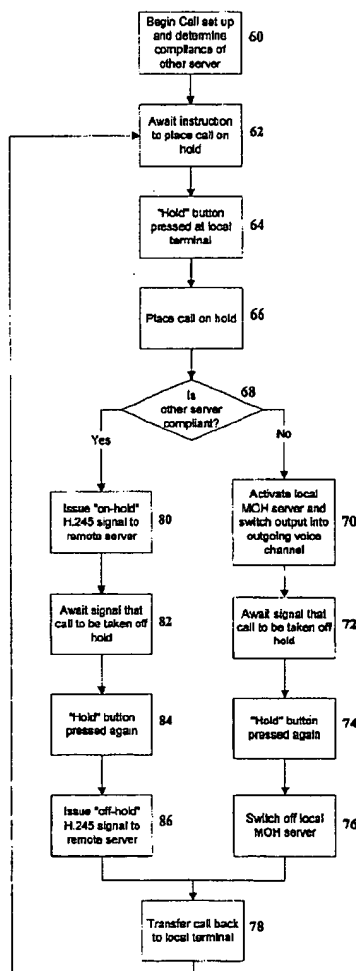 Begin Call set up
and determine
compliance of
other server
60
Await instruction
to place call on
hold
62
"Hold" button
pressed at local
terminal
64
Place call on hold
66
Is
other server
compliant?
68
Yes
No
Issue "on-hold"
H.245 signal to
remote server
80
Activate local
MOH server and
switch output into
outgoing voice
channel
70
Await signal that
call to be taken off
hold
82
Await signal that
call to be taken off
hold
72
"Hold" button
pressed again
84
"Hold" button
pressed again
74
Issue "off-hold"
H.245 signal to
remote server
86
Switch off local
MOH server
76
Transfer call back
to local terminal
78